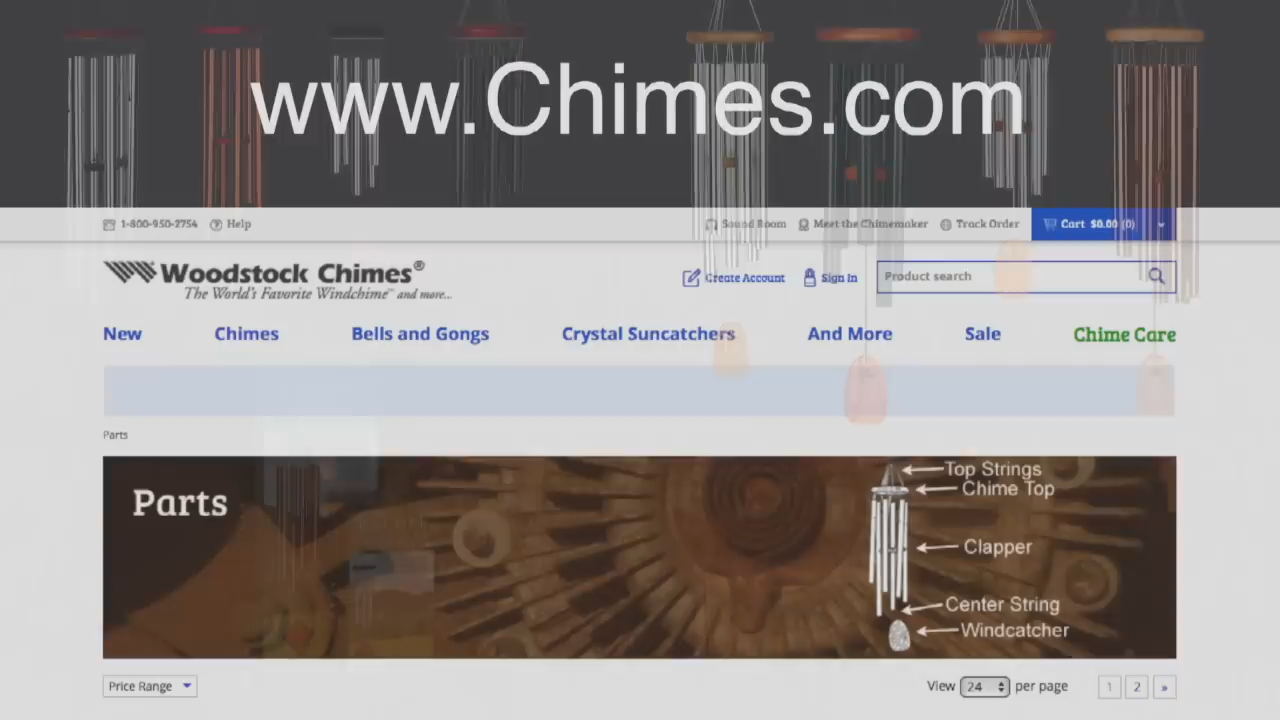 www.Chimes.com
1-800-950-2754 Help Sound Room Meet the Chimemaker Track Order Cart $0.00 (0)
Woodstock Chimes®
The World's Favorite Windchime™ and more...
Create Account Sign In Product search
New Chimes Bells and Gongs Crystal Suncatchers And More Sale Chime Care
Parts
Parts
Top Strings
Chime Top
Clapper
Center String
Windcatcher
Price Range View 24 per page 1 2 »